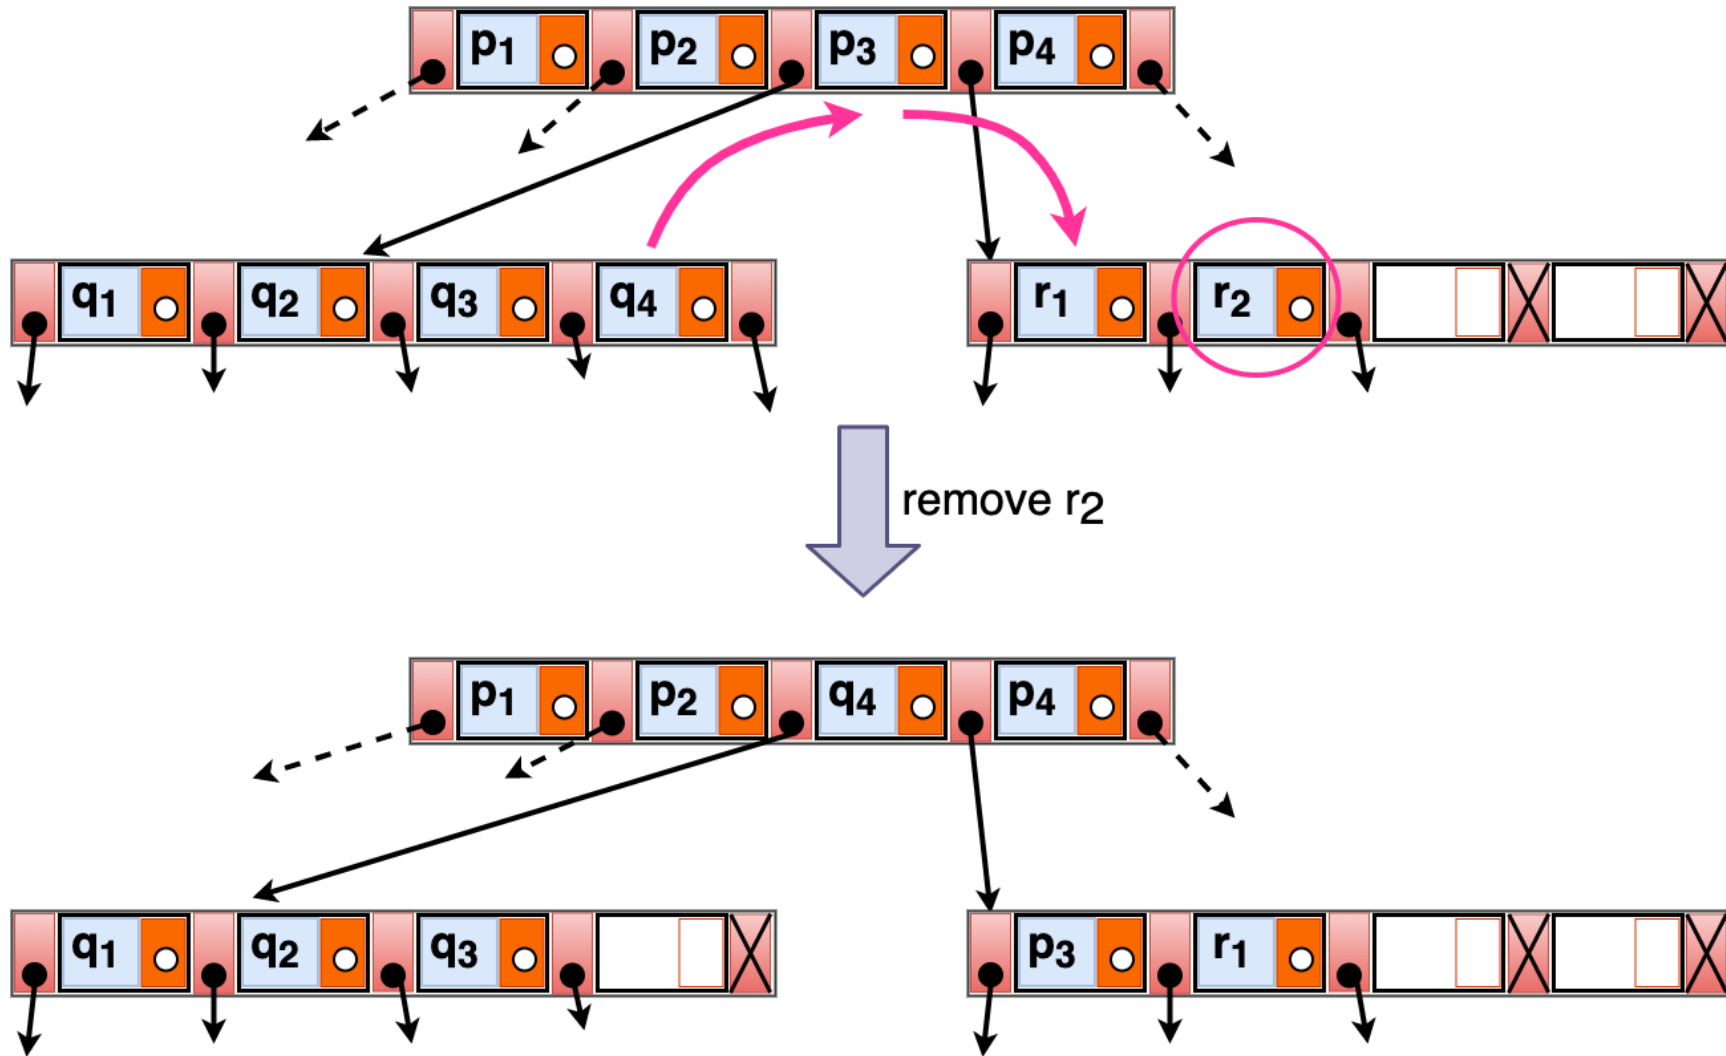 p1 p2 p3 p4
q1 q2 q3 q4 r1 r2
remove r2
p1 p2 q4 p4
q1 q2 q3 p3 r1